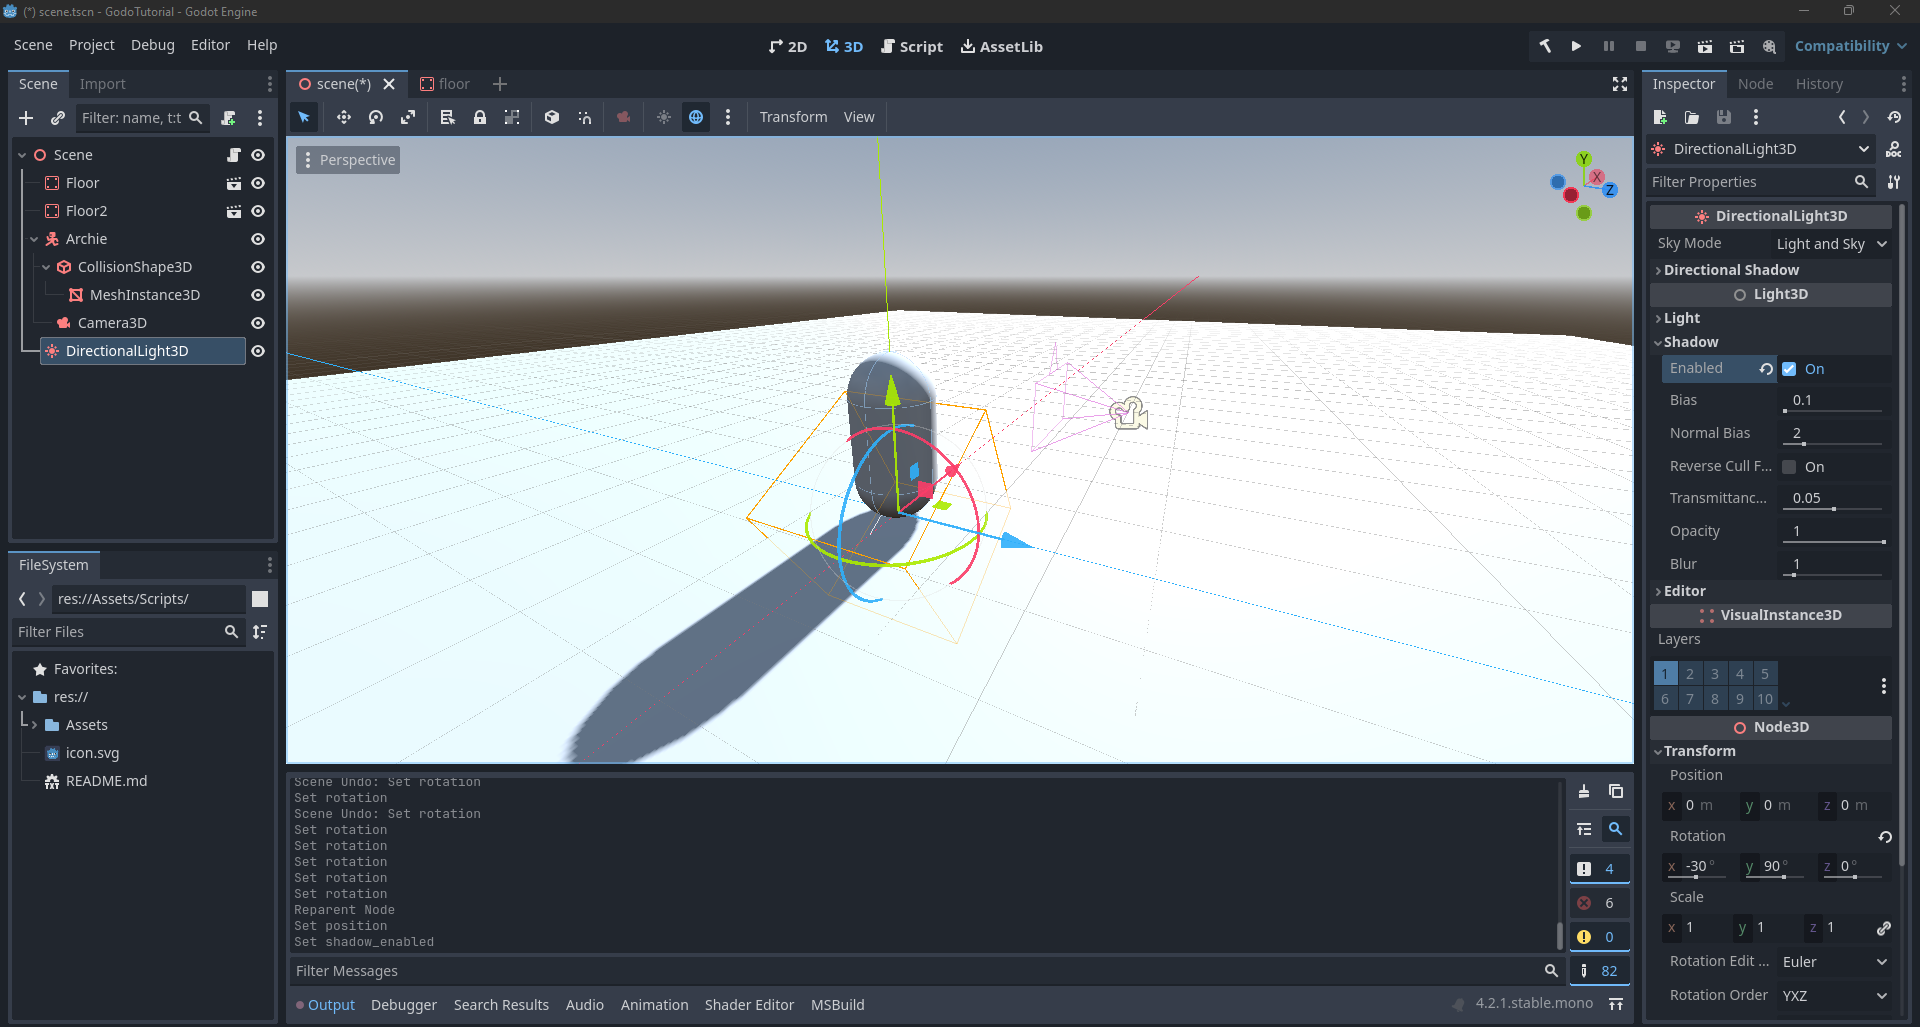 (*) scene.tscn - GodoTutorial - Godot Engine
Scene Project Debug Editor Help
2D 3D Script AssetLib
Compatibility
Scene Import
Filter: name, t:t
Scene
Floor
Floor2
Archie
CollisionShape3D
MeshInstance3D
Camera3D
DirectionalLight3D
FileSystem
res://Assets/Scripts/
Filter Files
Favorites:
res://
Assets
icon.svg
README.md
scene(*) floor
Transform View
Perspective
Y
X
Z
Scene Undo: Set rotation
Set rotation
Scene Undo: Set rotation
Set rotation
Set rotation
Set rotation
Set rotation
Set rotation
Reparent Node
Set position
Set shadow_enabled
4
6
0
82
Filter Messages
Output Debugger Search Results Audio Animation Shader Editor MSBuild
4.2.1.stable.mono
Inspector Node History
DirectionalLight3D
DOC
Filter Properties
DirectionalLight3D
Sky Mode Light and Sky
Directional Shadow
Light3D
Light
Shadow
Enabled On
Bias 0.1
Normal Bias 2
Reverse Cull F... On
Transmittanc... 0.05
Opacity 1
Blur 1
Editor
VisualInstance3D
Layers
1 2 3 4 5
6 7 8 9 10
Node3D
Transform
Position
x 0 m y 0 m z 0 m
Rotation
x -30° y 90° z 0°
Scale
x 1 y 1 z 1
Rotation Edit ... Euler
Rotation Order YXZ